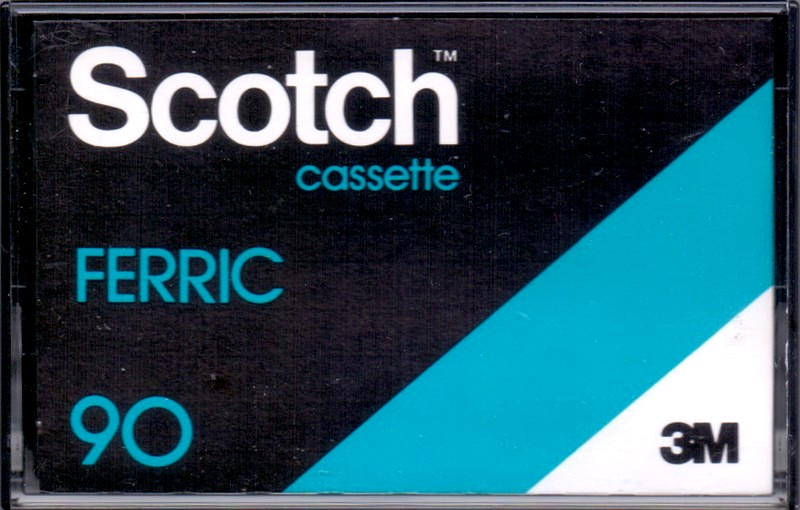 Scotch™
cassette
FERRIC
90
3M